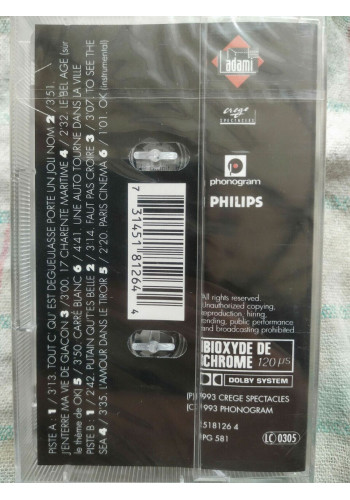 PISTE A : 1 / 3'13. TOUT C' QU' EST DEGUEULASSE PORTE UN JOLI NOM 2 / 3'51.
J'ENTERRE MA VIE DE GLACON 3 / 3'00. 17 CHARENTE MARITIME 4 / 2'32. LE BEL AGE (sur
le thème de OK) 5 / 3'50. CARRÉ BLANC 6 / 4'41. UNE AUTO TOURNE DANS LA VILLE
PISTE B : 1 / 2'42. PUTAIN QU'T'ES BELLE 2 / 3'14. FAUT PAS CROIRE 3 / 3'07. TO SEE THE
SEA 4 / 3'35. L'AMOUR DANS LE TIROIR 5 / 2'20. PARIS CINEMA 6 / 1'01. OK (instrumental)
7 31451 81264 4
adami
crege
SPECTACLES
phonogram
PHILIPS
All rights reserved.
Unauthorized copying,
reproduction, hiring,
lending, public performance
and broadcasting prohibited
BIOXYDE DE
CHROME 120 µs
DOLBY SYSTEM
(P) 1993 CREGE SPECTACLES
(C) 1993 PHONOGRAM
451 8126 4
PG 581
LC 0305